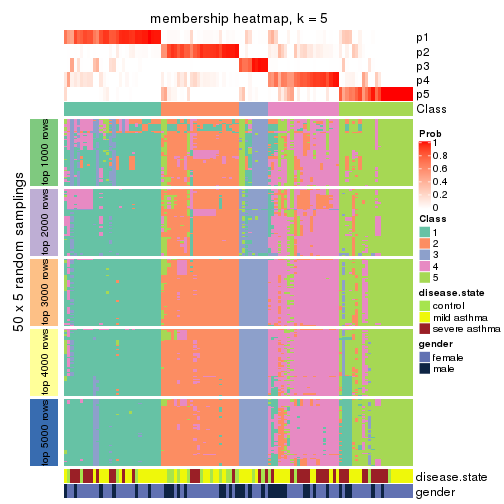 membership heatmap, k = 5
p1
p2
p3
p4
p5
Class
50 x 5 random samplings
top 1000 rows
top 2000 rows
top 3000 rows
top 4000 rows
top 5000 rows
disease.state
gender
Prob
1
0.8
0.6
0.4
0.2
0
Class
1
2
3
4
5
disease.state
control
mild asthma
severe asthma
gender
female
male